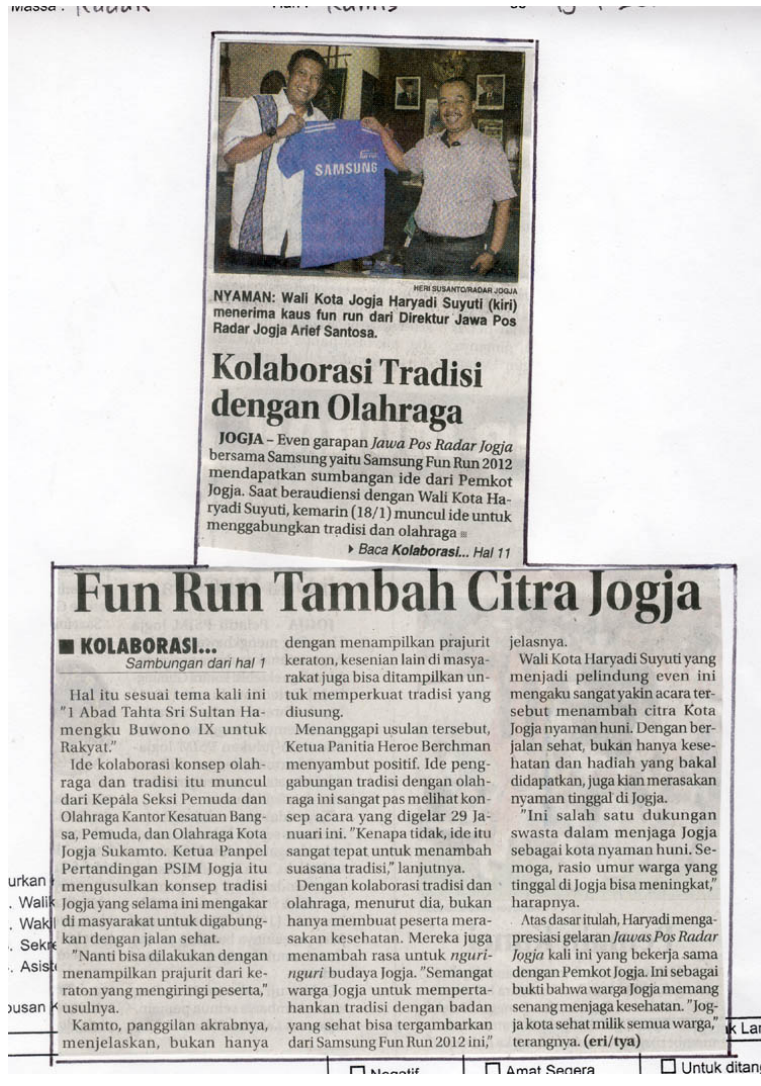 Massa :
SAMSUNG
HERI SUSANTO/RADAR JOGJA
NYAMAN: Wali Kota Jogja Haryadi Suyuti (kiri)
menerima kaus fun run dari Direktur Jawa Pos
Radar Jogja Arief Santosa.
Kolaborasi Tradisi
dengan Olahraga
JOGJA – Even garapan Jawa Pos Radar Jogja
bersama Samsung yaitu Samsung Fun Run 2012
mendapatkan sumbangan ide dari Pemkot
Jogja. Saat beraudiensi dengan Wali Kota Ha-
ryadi Suyuti, kemarin (18/1) muncul ide untuk
menggabungkan tradisi dan olahraga
Baca Kolaborasi... Hal 11
Fun Run Tambah Citra Jogja
KOLABORASI...
Sambungan dari hal 1
Hal itu sesuai tema kali ini
"1 Abad Tahta Sri Sultan Ha-
mengku Buwono IX untuk
Rakyat."
Ide kolaborasi konsep olah-
raga dan tradisi itu muncul
dari Kepala Seksi Pemuda dan
Olahraga Kantor Kesatuan Bang-
sa, Pemuda, dan Olahraga Kota
Jogja Sukamto. Ketua Panpel
Pertandingan PSIM Jogja itu
mengusulkan konsep tradisi
Jogja yang selama ini mengakar
di masyarakat untuk digabung-
kan dengan jalan sehat.
"Nanti bisa dilakukan dengan
menampilkan prajurit dari ke-
raton yang mengiringi peserta,"
usulnya.
Kamto, panggilan akrabnya,
menjelaskan, bukan hanya
dengan menampilkan prajurit
keraton, kesenian lain di masya-
rakat juga bisa ditampilkan un-
tuk memperkuat tradisi yang
diusung.
Menanggapi usulan tersebut,
Ketua Panitia Heroe Berchman
menyambut positif. Ide peng-
gabungan tradisi dengan olah-
raga ini sangat pas melihat kon-
sep acara yang digelar 29 Ja-
nuari ini. "Kenapa tidak, ide itu
sangat tepat untuk menambah
suasana tradisi," lanjutnya.
Dengan kolaborasi tradisi dan
olahraga, menurut dia, bukan
hanya membuat peserta mera-
sakan kesehatan. Mereka juga
menambah rasa untuk nguri-
nguri budaya Jogja. "Semangat
warga Jogja untuk memperta-
hankan tradisi dengan badan
yang sehat bisa tergambarkan
dari Samsung Fun Run 2012 ini,"
jelasnya.
Wali Kota Haryadi Suyuti yang
menjadi pelindung even ini
mengaku sangat yakin acara ter-
sebut menambah citra Kota
Jogja nyaman huni. Dengan ber-
jalan sehat, bukan hanya kese-
hatan dan hadiah yang bakal
didapatkan, juga kian merasakan
nyaman tinggal di Jogja.
"Ini salah satu dukungan
swasta dalam menjaga Jogja
sebagai kota nyaman huni. Se-
moga, rasio umur warga yang
tinggal di Jogja bisa meningkat,"
harapnya.
Atas dasar itulah, Haryadi menga-
presiasi gelaran Jawas Pos Radar
Jogja kali ini yang bekerja sama
dengan Pemkot Jogja. Ini sebagai
bukti bahwa warga Jogja memang
senang menjaga kesehatan. "Jog-
ja kota sehat milik semua warga,"
terangnya. (eri/tya)
urkan
Walik
Wakil
Sekre
Asiste
busan
k Lan
Negatif
Amat Segera
Untuk ditang